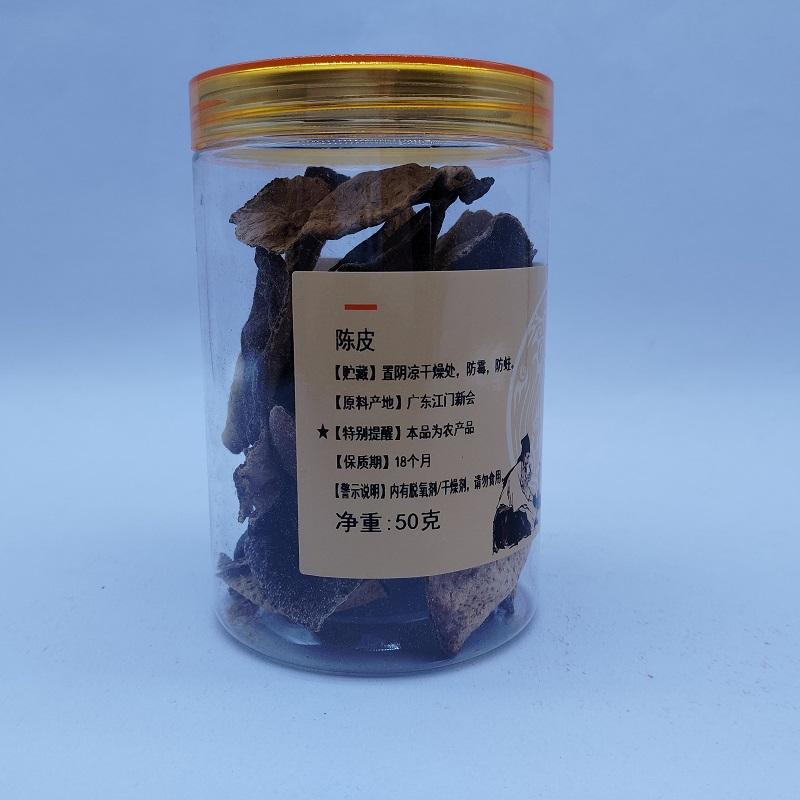 陈皮
【贮藏】置阴凉干燥处，防霉，防蛀。
【原料产地】广东江门新会
★【特别提醒】本品为农产品
【保质期】18个月
【警示说明】内有脱氧剂/干燥剂，请勿食用。
净重:50克